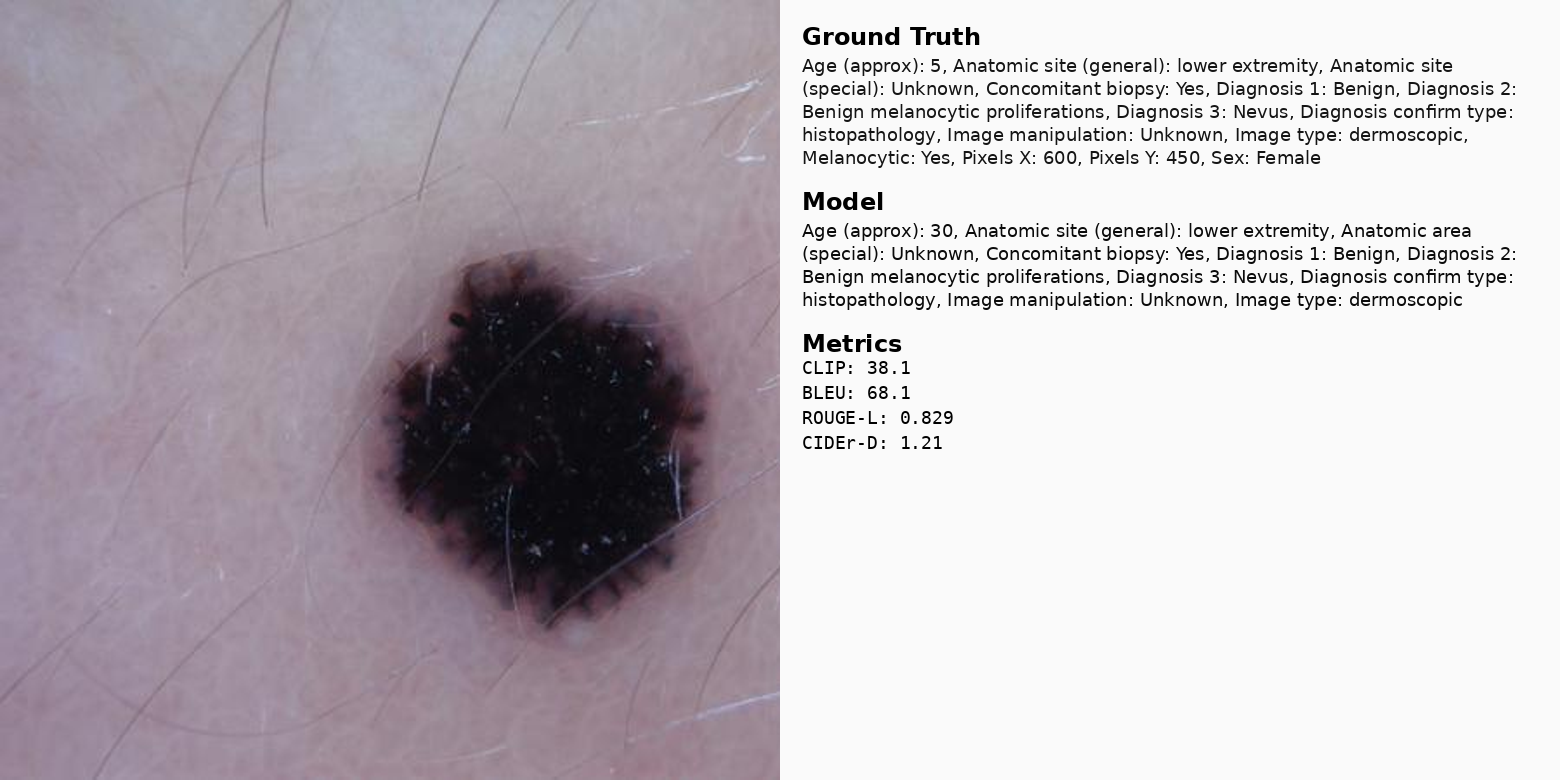 Ground Truth
Age (approx): 5, Anatomic site (general): lower extremity, Anatomic site
(special): Unknown, Concomitant biopsy: Yes, Diagnosis 1: Benign, Diagnosis 2:
Benign melanocytic proliferations, Diagnosis 3: Nevus, Diagnosis confirm type:
histopathology, Image manipulation: Unknown, Image type: dermoscopic,
Melanocytic: Yes, Pixels X: 600, Pixels Y: 450, Sex: Female
Model
Age (approx): 30, Anatomic site (general): lower extremity, Anatomic area
(special): Unknown, Concomitant biopsy: Yes, Diagnosis 1: Benign, Diagnosis 2:
Benign melanocytic proliferations, Diagnosis 3: Nevus, Diagnosis confirm type:
histopathology, Image manipulation: Unknown, Image type: dermoscopic
Metrics
CLIP: 38.1
BLEU: 68.1
ROUGE-L: 0.829
CIDEr-D: 1.21